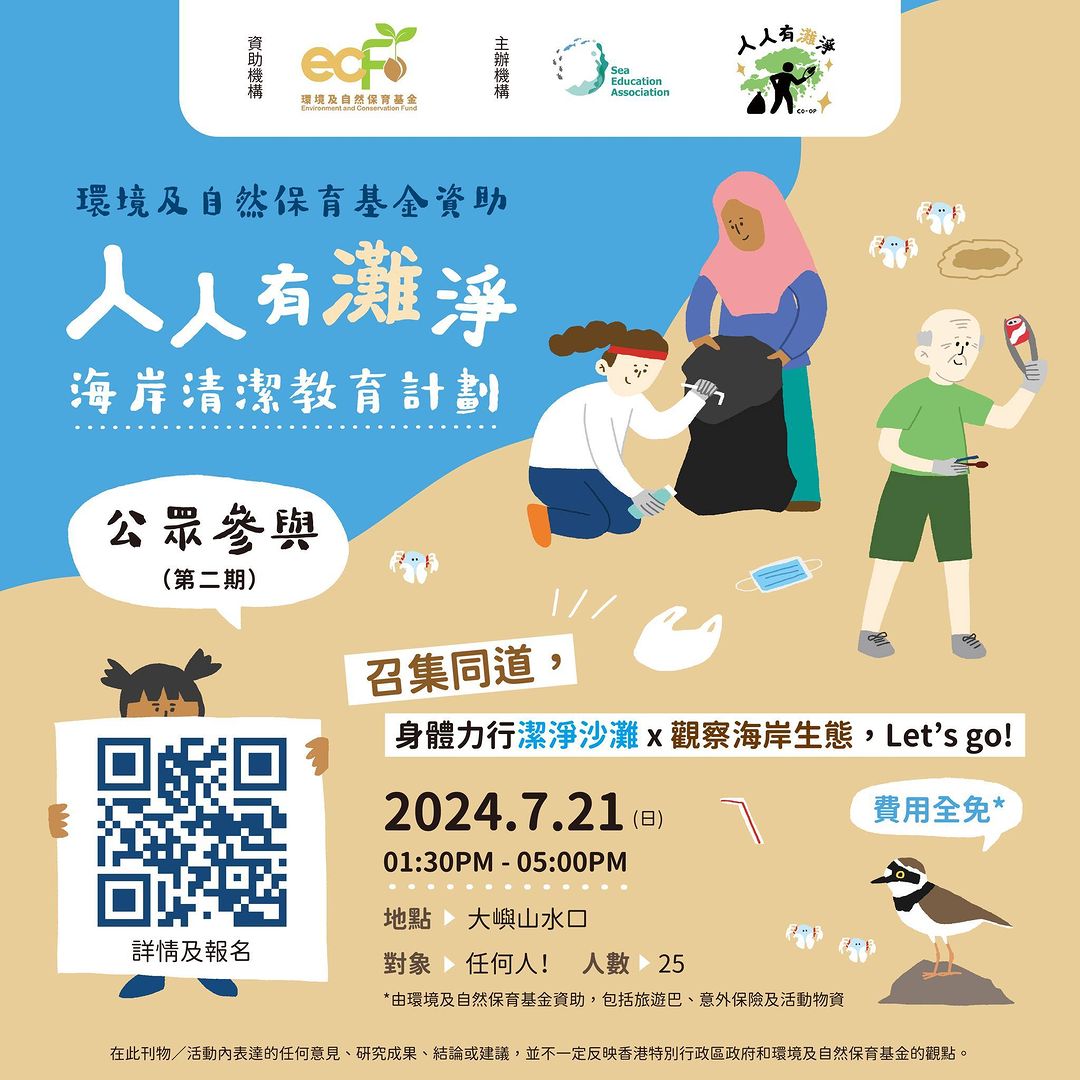 資助機構
ecf
環境及自然保育基金
Environment and Conservation Fund
主辦機構
Sea
Education
Association
人人有灘淨
CO-OP
環境及自然保育基金資助
人人有灘淨
海岸清潔教育計劃
公眾參與
(第二期)
召集同道，
身體力行潔淨沙灘 x 觀察海岸生態，Let's go!
2024.7.21 (日)
01:30PM - 05:00PM
費用全免*
地點 大嶼山水口
對象 任何人! 人數 25
*由環境及自然保育基金資助，包括旅遊巴、意外保險及活動物資
詳情及報名
在此刊物／活動內表達的任何意見、研究成果、結論或建議，並不一定反映香港特別行政區政府和環境及自然保育基金的觀點。